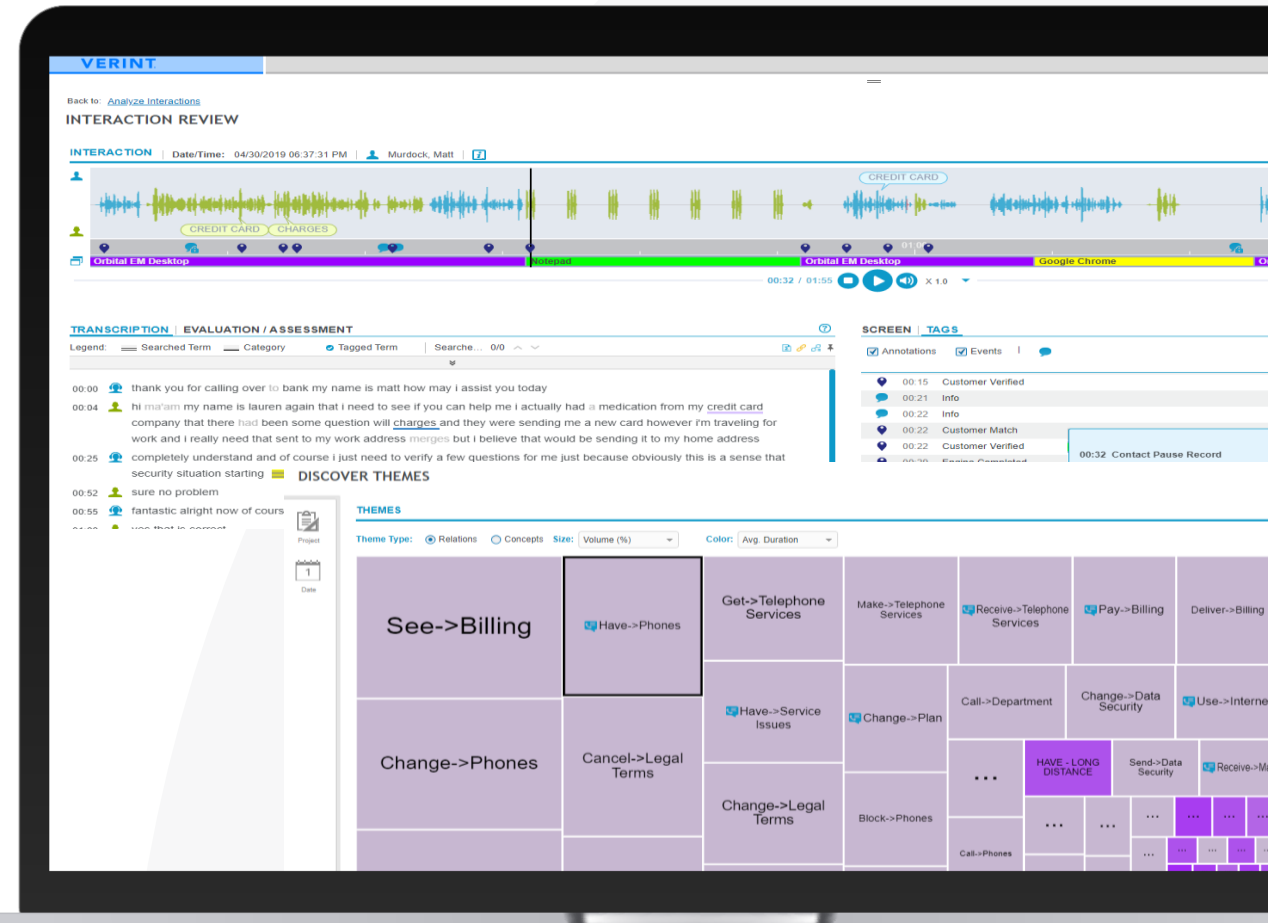 VERINT
Back to: Analyze Interactions
INTERACTION REVIEW
INTERACTION | Date/Time: 04/30/2019 06:37:31 PM | Murdock, Matt
CREDIT CARD
CREDIT CARD CHARGES
01:0
Orbital EM Desktop Notepad Orbital EM Desktop Google Chrome
00:32 / 01:55 X 1.0
TRANSCRIPTION | EVALUATION / ASSESSMENT
Legend: Searched Term Category Tagged Term Searche... 0/0
00:00 thank you for calling over to bank my name is matt how may i assist you today
00:04 hi ma'am my name is lauren again that i need to see if you can help me i actually had a medication from my credit card
company that there had been some question will charges and they were sending me a new card however i'm traveling for
work and i really need that sent to my work address merges but i believe that would be sending it to my home address
00:25 completely understand and of course i just need to verify a few questions for me just because obviously this is a sense that
security situation starting
00:52 sure no problem
00:55 fantastic alright now of cours
SCREEN | TAGS
Annotations Events
00:15 Customer Verified
00:21 Info
00:22 Info
00:22 Customer Match
00:22 Customer Verified
00:32 Contact Pause Record
DISCOVER THEMES
Project
1
Date
THEMES
Theme Type: Relations Concepts Size: Volume (%) Color: Avg. Duration
See->Billing
Have->Phones
Get->Telephone
Services
Make->Telephone
Services
Receive->Telephone
Services
Pay->Billing
Deliver->Billing
Have->Service
Issues
Change->Plan
Call->Department
Change->Data
Security
Use->Interne
Change->Phones
Cancel->Legal
Terms
...
HAVE - LONG
DISTANCE
Send->Data
Security
Receive->Ma
Change->Legal
Terms
Block->Phones
...
...
...
...
...
...
Call->Phones
...
...
...
...